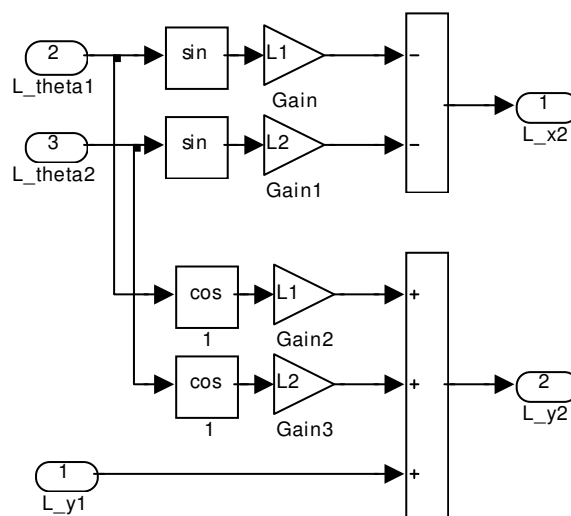 2
L_theta1
sin
L1
Gain
−
1
L_x2
3
L_theta2
sin
L2
Gain1
−
cos
1
L1
Gain2
+
cos
1
L2
Gain3
+
2
L_y2
1
L_y1
+